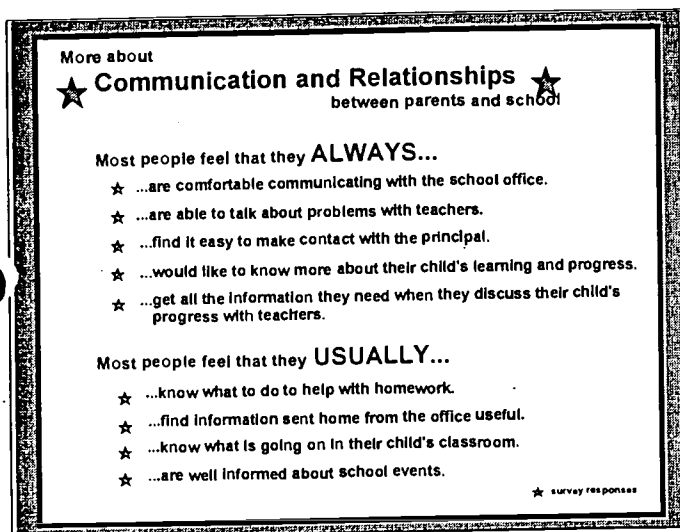 More about
Communication and Relationships
between parents and school
Most people feel that they ALWAYS...
...are comfortable communicating with the school office.
...are able to talk about problems with teachers.
...find it easy to make contact with the principal.
...would like to know more about their child's learning and progress.
...get all the information they need when they discuss their child's
progress with teachers.
Most people feel that they USUALLY...
...know what to do to help with homework.
...find information sent home from the office useful.
...know what is going on in their child's classroom.
...are well informed about school events.
survey responses